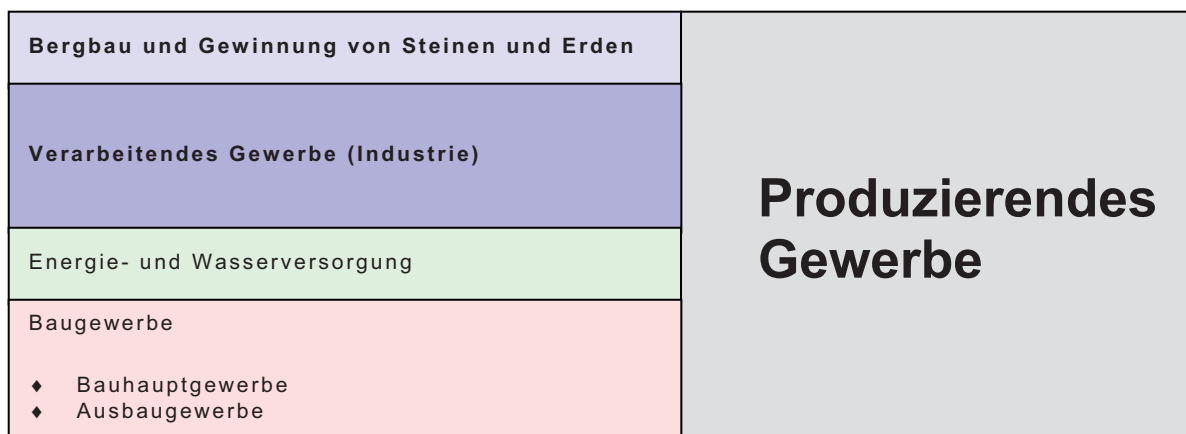 Bergbau und Gewinnung von Steinen und Erden
Verarbeitendes Gewerbe (Industrie)
Energie- und Wasserversorgung
Baugewerbe
♦ Bauhauptgewerbe
♦ Ausbaugewerbe
Produzierendes
Gewerbe